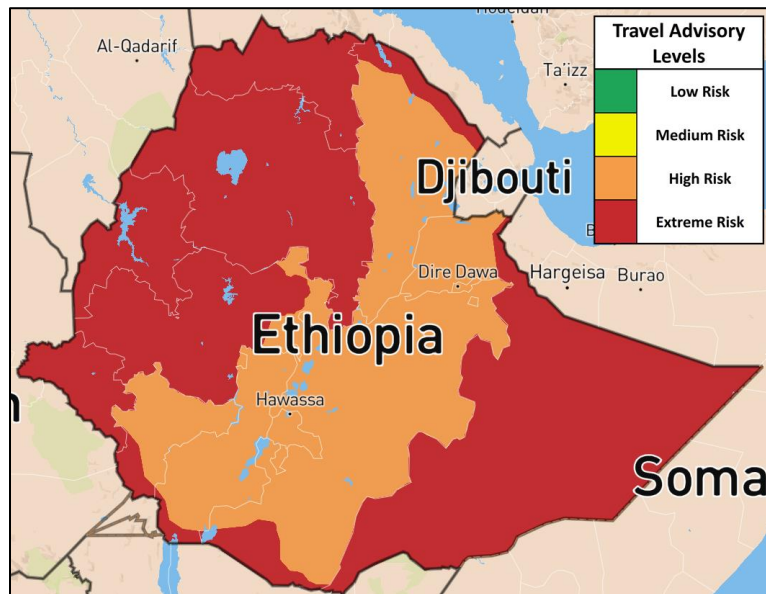 Al-Qadarif
Ta'izz
Travel Advisory
Levels
Low Risk
Medium Risk
High Risk
Extreme Risk
Djibouti
Dire Dawa
Hargeisa
Burao
Ethiopia
Hawassa
Soma